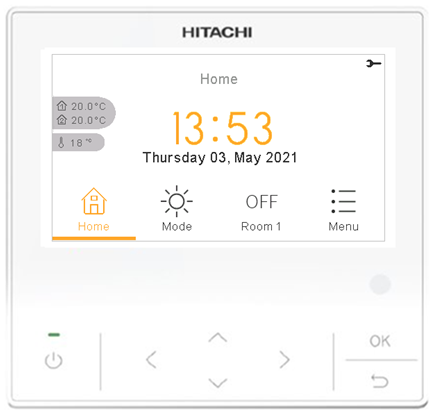 HITACHI
Home
20.0°C
20.0°C
18 °C
13:53
Thursday 03, May 2021
OFF
Home Mode Room 1 Menu
OK